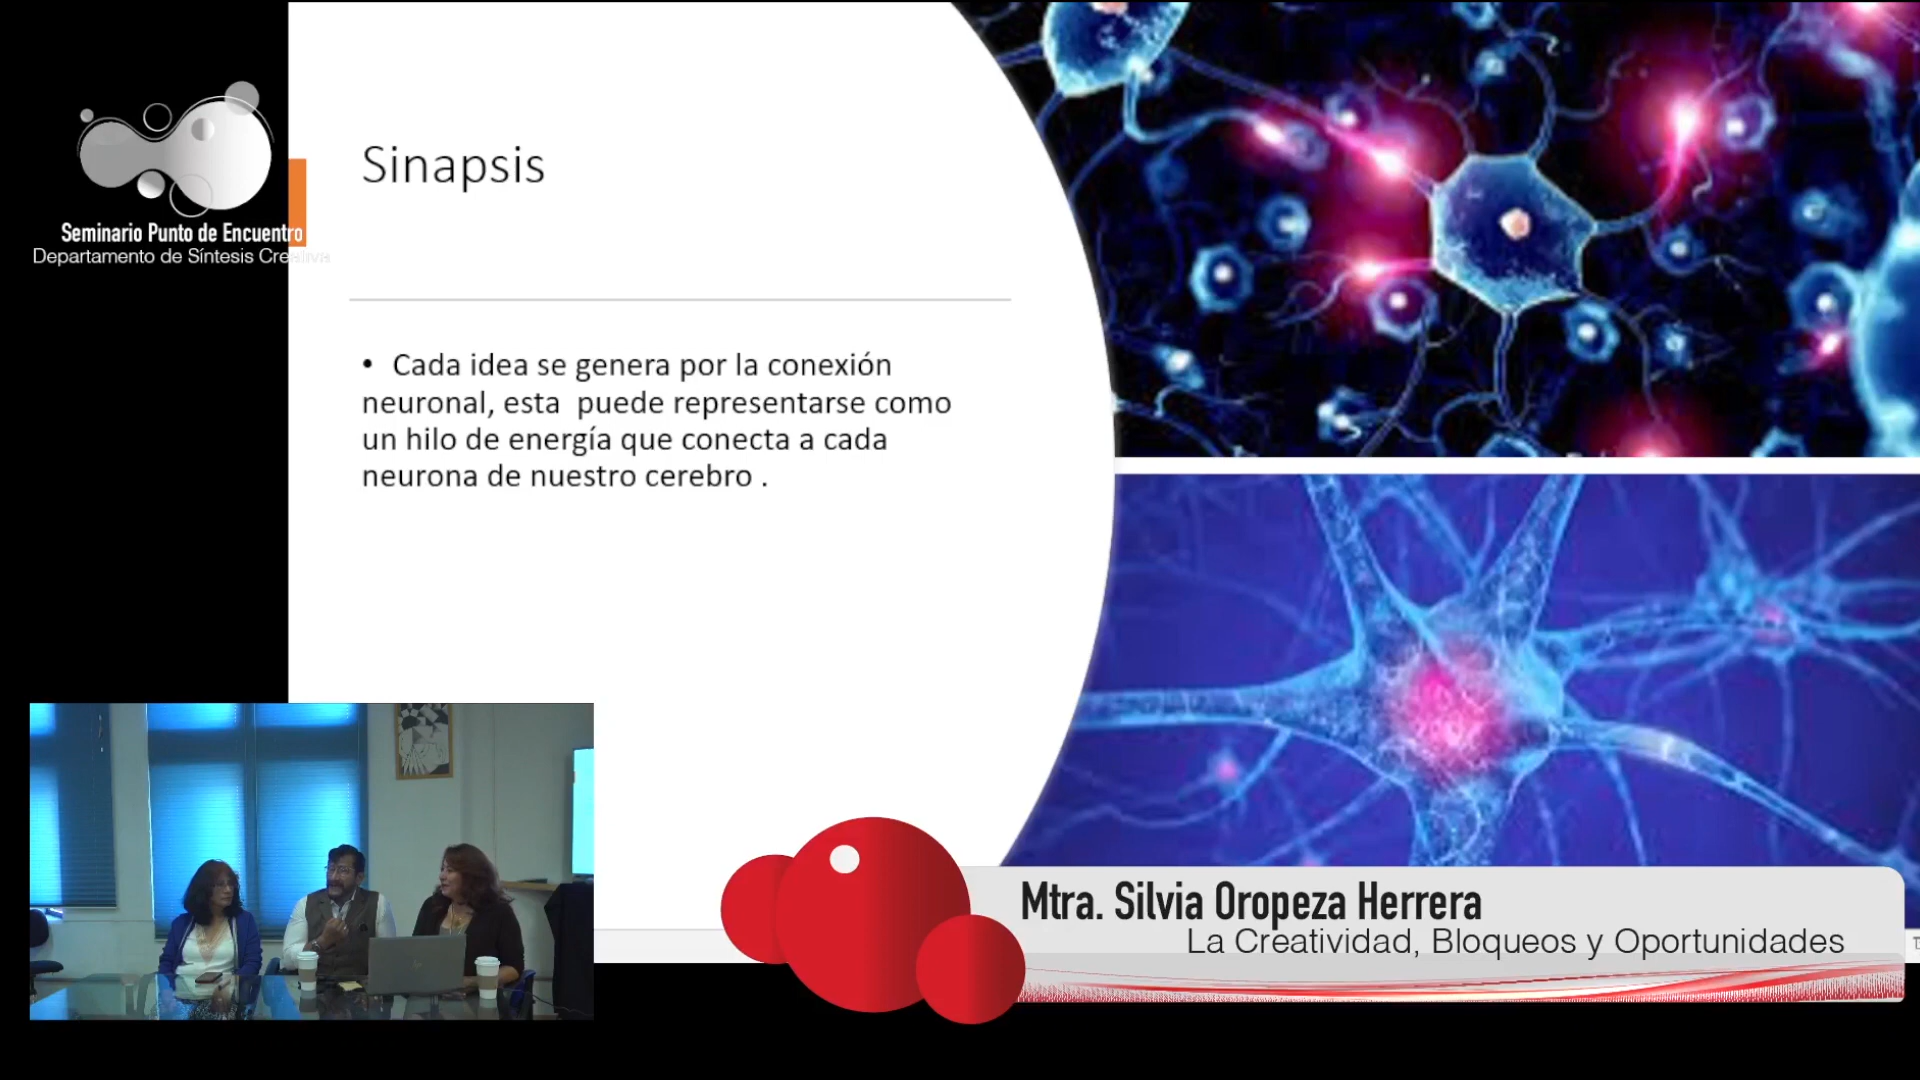 Seminario Punto de Encuentro
Departamento de Síntesis Creativa
Sinapsis
• Cada idea se genera por la conexión
neuronal, esta puede representarse como
un hilo de energía que conecta a cada
neurona de nuestro cerebro .
Mtra. Silvia Oropeza Herrera
La Creatividad, Bloqueos y Oportunidades